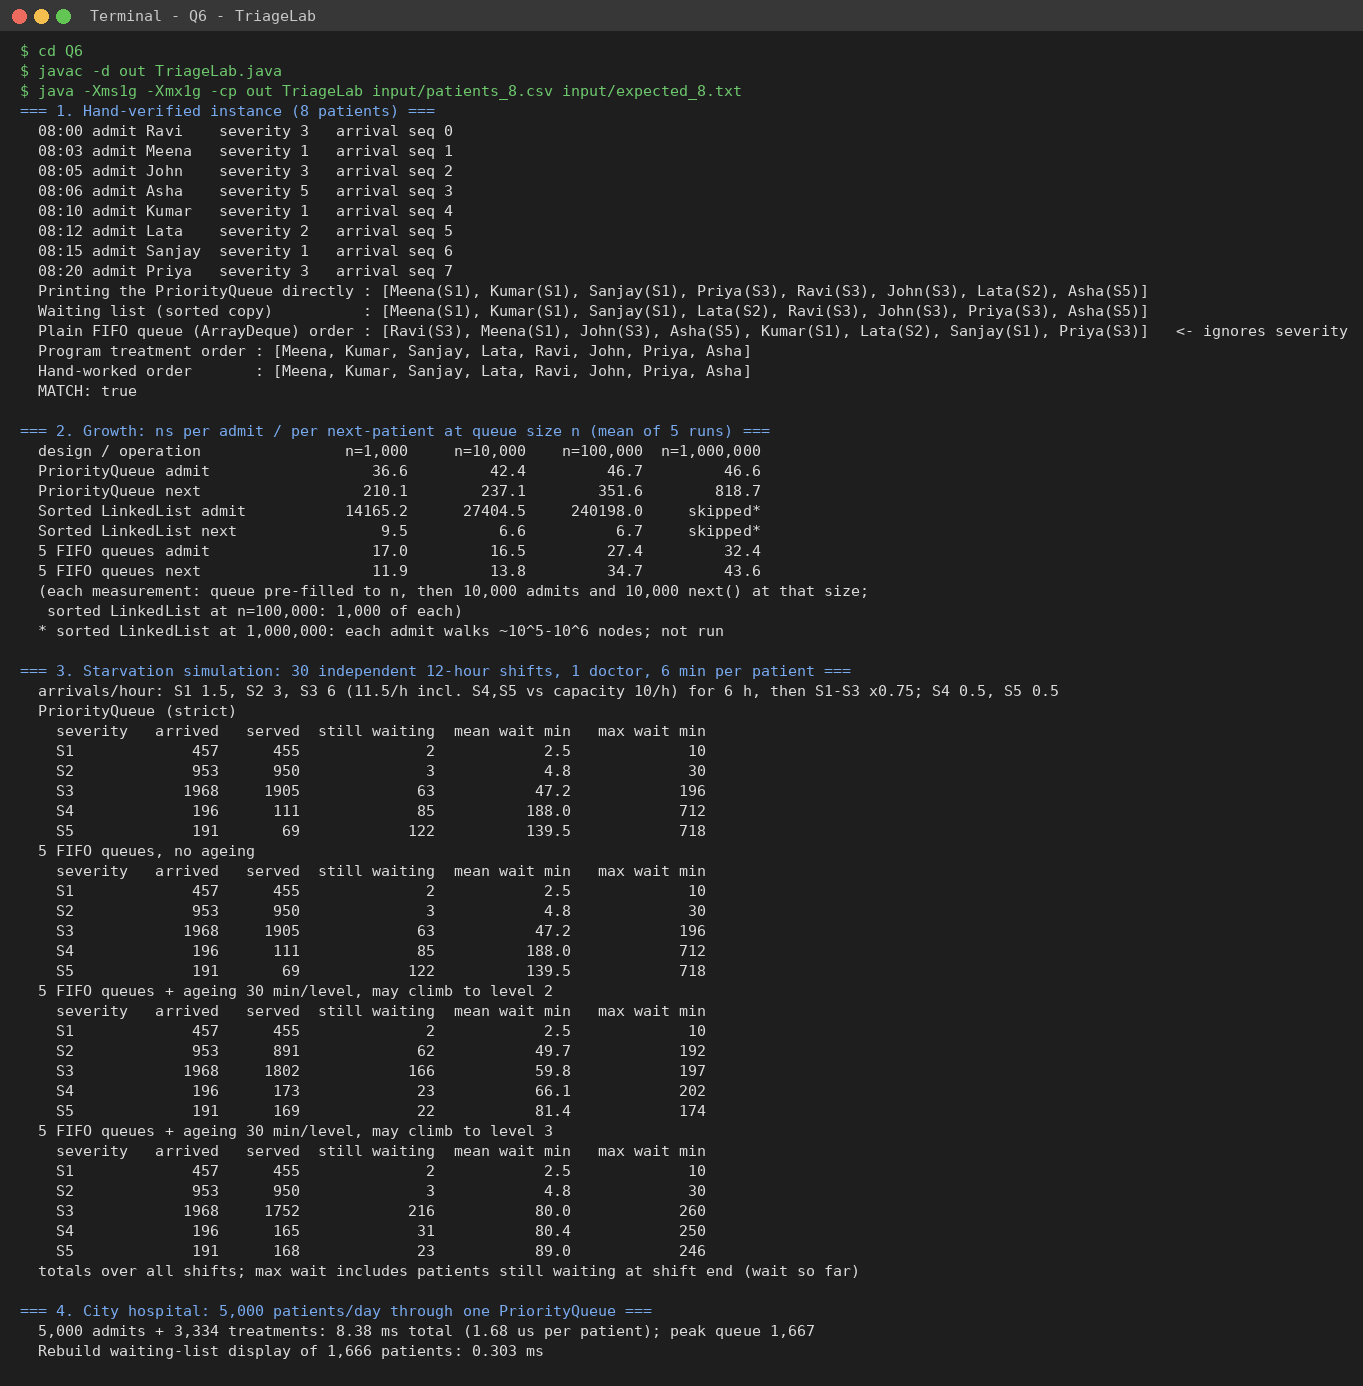 Terminal - Q6 - TriageLab
$ cd Q6
$ javac -d out TriageLab.java
$ java -Xms1g -Xmx1g -cp out TriageLab input/patients_8.csv input/expected_8.txt
=== 1. Hand-verified instance (8 patients) ===
  08:00 admit Ravi    severity 3   arrival seq 0
  08:03 admit Meena   severity 1   arrival seq 1
  08:05 admit John    severity 3   arrival seq 2
  08:06 admit Asha    severity 5   arrival seq 3
  08:10 admit Kumar   severity 1   arrival seq 4
  08:12 admit Lata    severity 2   arrival seq 5
  08:15 admit Sanjay  severity 1   arrival seq 6
  08:20 admit Priya   severity 3   arrival seq 7
  Printing the PriorityQueue directly : [Meena(S1), Kumar(S1), Sanjay(S1), Priya(S3), Ravi(S3), John(S3), Lata(S2), Asha(S5)]
  Waiting list (sorted copy)          : [Meena(S1), Kumar(S1), Sanjay(S1), Lata(S2), Ravi(S3), John(S3), Priya(S3), Asha(S5)]
  Plain FIFO queue (ArrayDeque) order : [Ravi(S3), Meena(S1), John(S3), Asha(S5), Kumar(S1), Lata(S2), Sanjay(S1), Priya(S3)]   <- ignores severity
  Program treatment order : [Meena, Kumar, Sanjay, Lata, Ravi, John, Priya, Asha]
  Hand-worked order       : [Meena, Kumar, Sanjay, Lata, Ravi, John, Priya, Asha]
  MATCH: true

=== 2. Growth: ns per admit / per next-patient at queue size n (mean of 5 runs) ===
  design / operation                n=1,000     n=10,000    n=100,000  n=1,000,000
  PriorityQueue admit                  36.6         42.4         46.7         46.6
  PriorityQueue next                  210.1        237.1        351.6        818.7
  Sorted LinkedList admit           14165.2      27404.5     240198.0     skipped*
  Sorted LinkedList next                9.5          6.6          6.7     skipped*
  5 FIFO queues admit                  17.0         16.5         27.4         32.4
  5 FIFO queues next                   11.9         13.8         34.7         43.6
  (each measurement: queue pre-filled to n, then 10,000 admits and 10,000 next() at that size;
   sorted LinkedList at n=100,000: 1,000 of each)
  * sorted LinkedList at 1,000,000: each admit walks ~10^5-10^6 nodes; not run

=== 3. Starvation simulation: 30 independent 12-hour shifts, 1 doctor, 6 min per patient ===
  arrivals/hour: S1 1.5, S2 3, S3 6 (11.5/h incl. S4,S5 vs capacity 10/h) for 6 h, then S1-S3 x0.75; S4 0.5, S5 0.5
  PriorityQueue (strict)
    severity   arrived   served  still waiting  mean wait min   max wait min
    S1             457      455              2            2.5             10
    S2             953      950              3            4.8             30
    S3            1968     1905             63           47.2            196
    S4             196      111             85          188.0            712
    S5             191       69            122          139.5            718
  5 FIFO queues, no ageing
    severity   arrived   served  still waiting  mean wait min   max wait min
    S1             457      455              2            2.5             10
    S2             953      950              3            4.8             30
    S3            1968     1905             63           47.2            196
    S4             196      111             85          188.0            712
    S5             191       69            122          139.5            718
  5 FIFO queues + ageing 30 min/level, may climb to level 2
    severity   arrived   served  still waiting  mean wait min   max wait min
    S1             457      455              2            2.5             10
    S2             953      891             62           49.7            192
    S3            1968     1802            166           59.8            197
    S4             196      173             23           66.1            202
    S5             191      169             22           81.4            174
  5 FIFO queues + ageing 30 min/level, may climb to level 3
    severity   arrived   served  still waiting  mean wait min   max wait min
    S1             457      455              2            2.5             10
    S2             953      950              3            4.8             30
    S3            1968     1752            216           80.0            260
    S4             196      165             31           80.4            250
    S5             191      168             23           89.0            246
  totals over all shifts; max wait includes patients still waiting at shift end (wait so far)

=== 4. City hospital: 5,000 patients/day through one PriorityQueue ===
  5,000 admits + 3,334 treatments: 8.38 ms total (1.68 us per patient); peak queue 1,667
  Rebuild waiting-list display of 1,666 patients: 0.303 ms